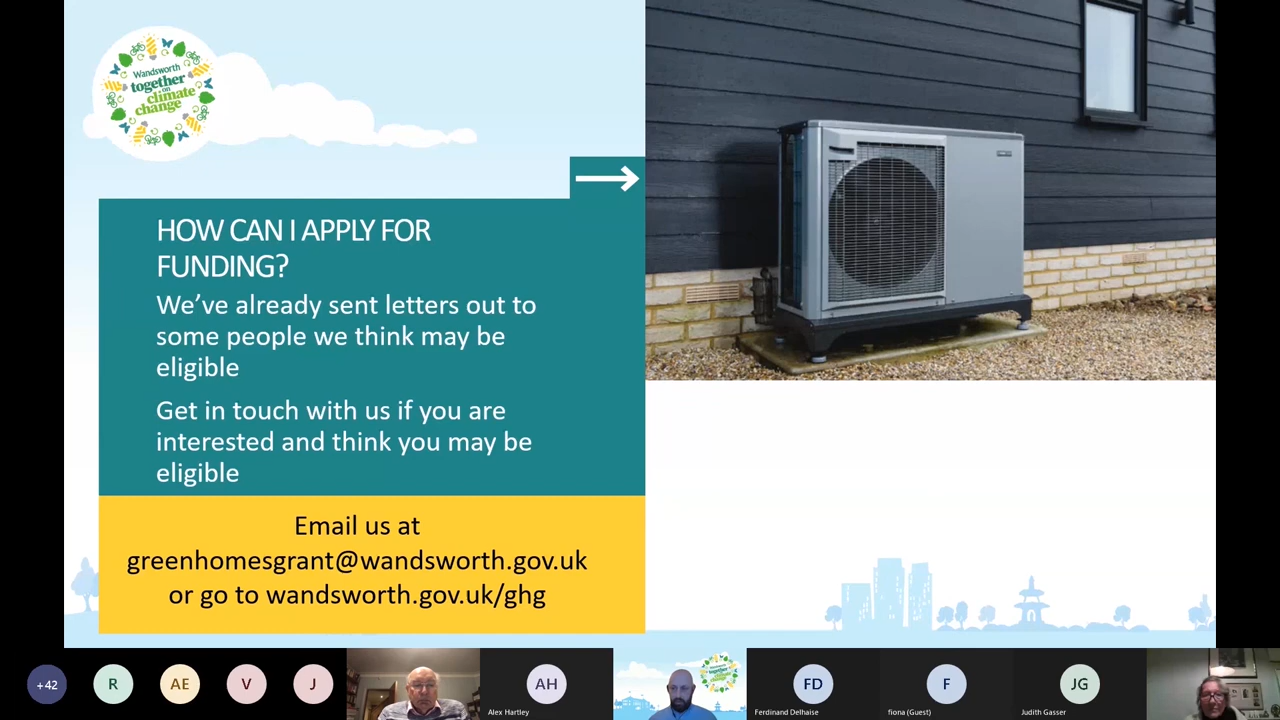 Wandsworth
together
on
climate
change
HOW CAN I APPLY FOR
FUNDING?
We've already sent letters out to
some people we think may be
eligible
Get in touch with us if you are
interested and think you may be
eligible
Email us at
greenhomesgrant@wandsworth.gov.uk
or go to wandsworth.gov.uk/ghg
+42
R
AE
V
J
AH
Alex Hartley
FD
Ferdinand Delhaise
F
fiona (Guest)
JG
Judith Gasser